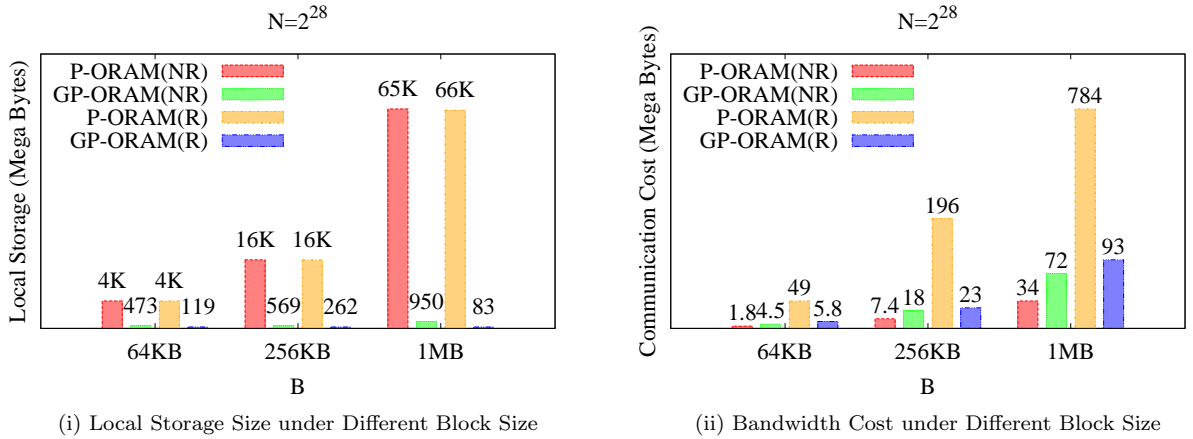 N=2^28
Local Storage (Mega Bytes)
P-ORAM(NR)
GP-ORAM(NR)
P-ORAM(R)
GP-ORAM(R)
4K 473 4K 119
16K 569 16K 262
65K 950 66K 83
64KB 256KB 1MB
B
(i) Local Storage Size under Different Block Size
N=2^28
Communication Cost (Mega Bytes)
P-ORAM(NR)
GP-ORAM(NR)
P-ORAM(R)
GP-ORAM(R)
1.8 4.5 49 5.8
7.4 18 196 23
34 72 784 93
64KB 256KB 1MB
B
(ii) Bandwidth Cost under Different Block Size